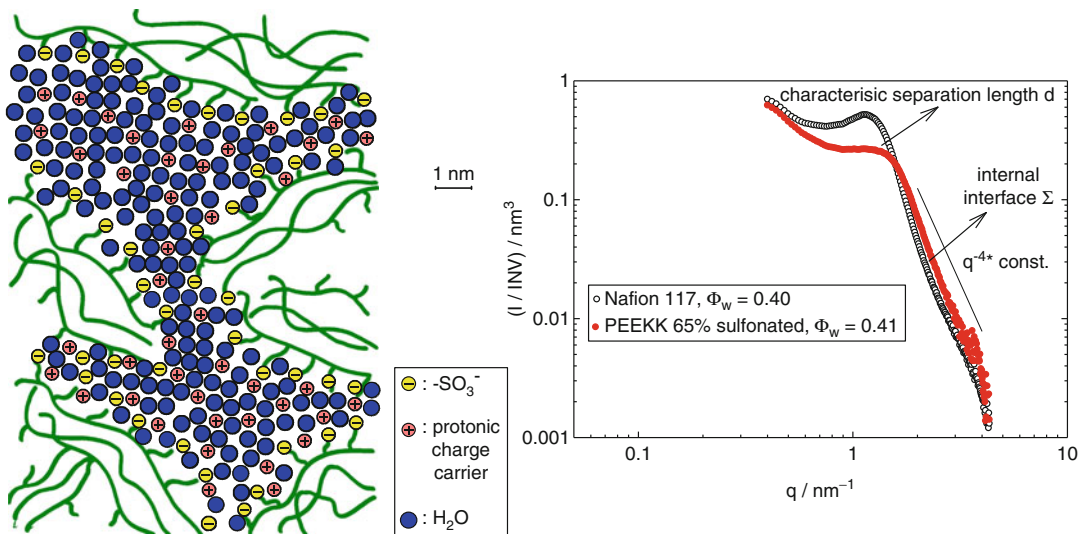 1 nm
⊖ : -SO₃⁻
⊕ : protonic
charge
carrier
: H₂O
1
0.1
0.01
0.001
(I / INV) / nm³
characterisic separation length d
internal
interface Σ
q⁻⁴* const.
Nafion 117, Φw = 0.40
PEEKK 65% sulfonated, Φw = 0.41
0.1 1 10
q / nm⁻¹